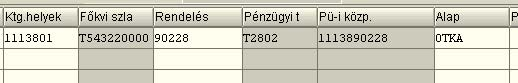 Ktg.helyek Főkvi szla Rendelés Pénzügyi t Pü-i közp. Alap P
1113801 T543220000 90228 T2802 1113890228 OTKA